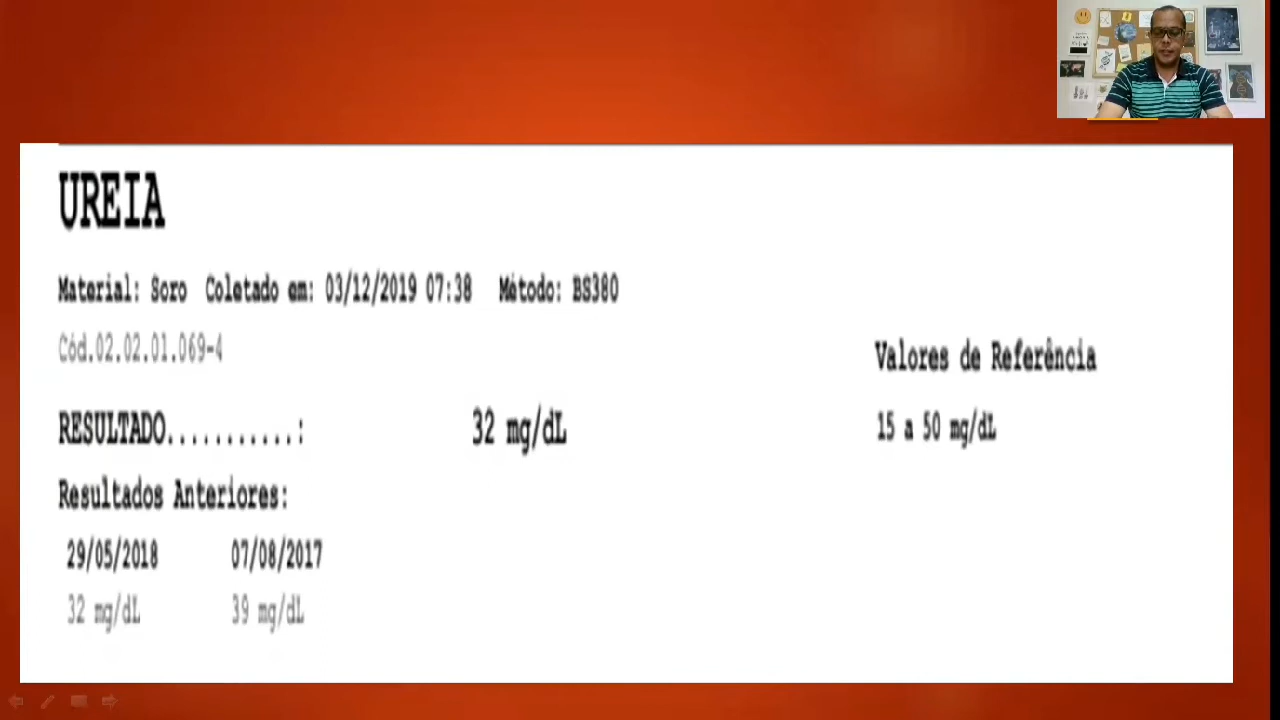 UREIA
Material: Soro Coletado em: 03/12/2019 07:38 Método: BS380
Cód.02.02.01.069-4
Valores de Referência
RESULTADO...........: 32 mg/dL 15 a 50 mg/dL
Resultados Anteriores:
29/05/2018 07/08/2017
32 mg/dL 39 mg/dL